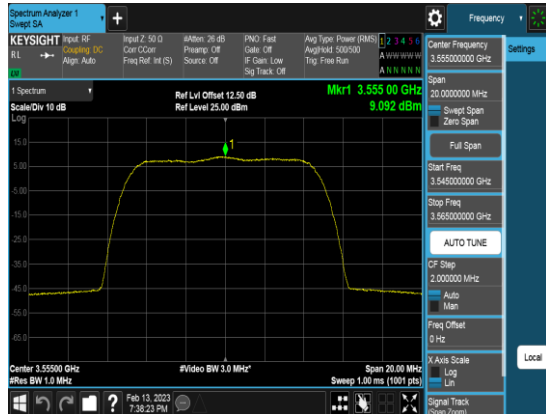 Spectrum Analyzer 1
Swept SA
+
Frequency
KEYSIGHT
RL
Input: RF
Coupling: DC
Align: Auto
Input Z: 50 Ω
Corr CCorr
Freq Ref: Int (S)
#Atten: 26 dB
Preamp: Off
Source: Off
PNO: Fast
Gate: Off
IF Gain: Low
Sig Track: Off
Avg Type: Power (RMS)
Avg|Hold: 500/500
Trig: Free Run
1 2 3 4 5 6
A W W W W W
A N N N N N
1 Spectrum
Scale/Div 10 dB
Ref Lvl Offset 12.50 dB
Ref Level 25.00 dBm
Mkr1 3.555 00 GHz
9.092 dBm
Log
15.0
5.00
-5.00
-15.0
-25.0
-35.0
-45.0
-55.0
-65.0
1
Center 3.55500 GHz
#Res BW 1.0 MHz
#Video BW 3.0 MHz*
Span 20.00 MHz
Sweep 1.00 ms (1001 pts)
Feb 13, 2023
7:38:23 PM
Center Frequency
3.555000000 GHz
Settings
Span
20.0000000 MHz
Swept Span
Zero Span
Full Span
Start Freq
3.545000000 GHz
Stop Freq
3.565000000 GHz
AUTO TUNE
CF Step
2.000000 MHz
Auto
Man
Freq Offset
0 Hz
X Axis Scale
Log
Lin
Local
Signal Track
(Span Zoom)